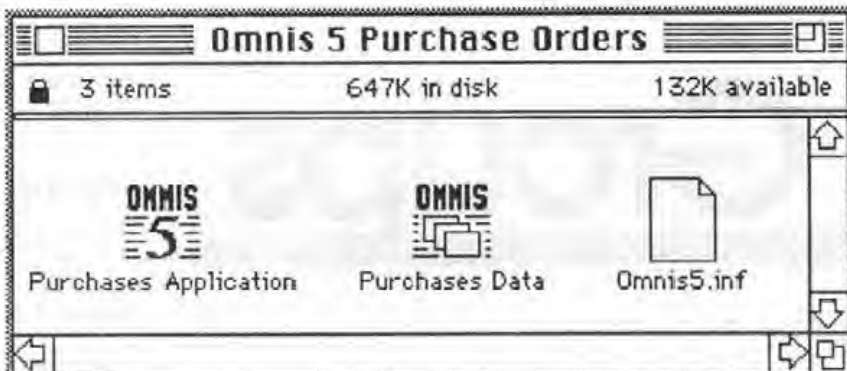 Omnis 5 Purchase Orders
3 items 647K in disk 132K available
OMNIS OMNIS
5
Purchases Application Purchases Data Omnis5.inf